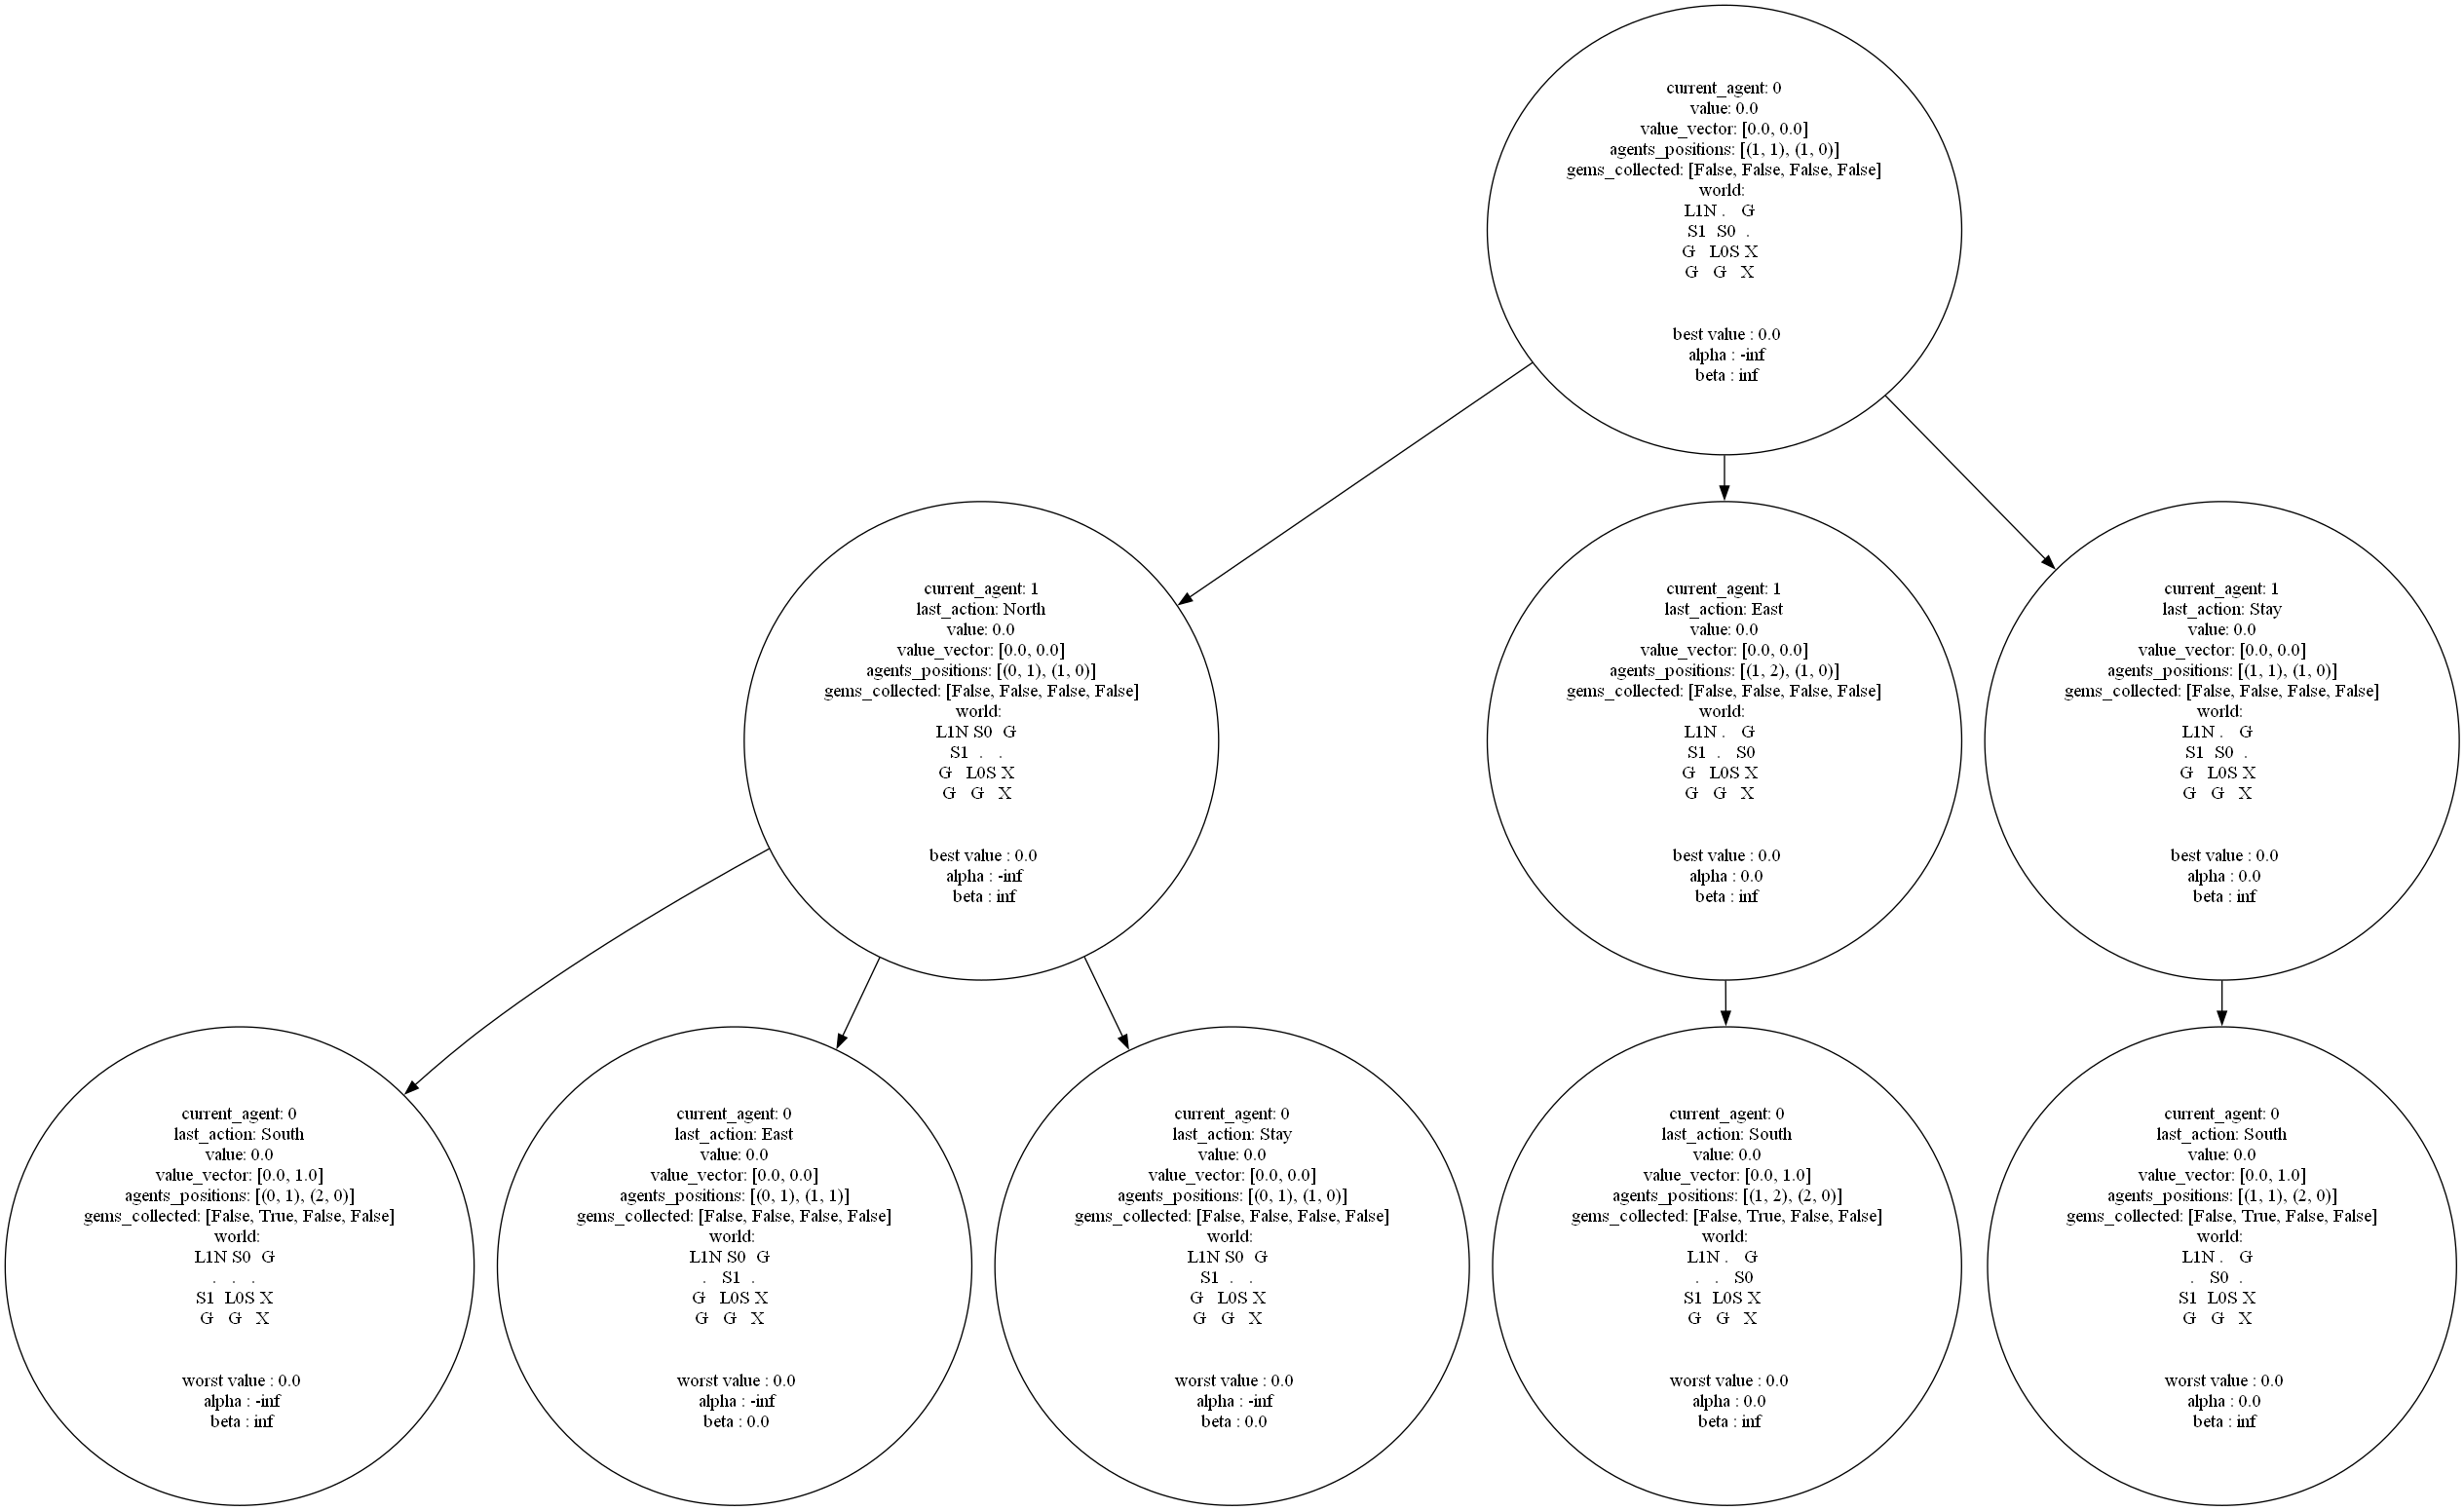 current_agent: 0
value: 0.0
value_vector: [0.0, 0.0]
agents_positions: [(1, 1), (1, 0)]
gems_collected: [False, False, False, False]
world:
L1N . G
S1 S0 .
G L0S X
G G X
best value : 0.0
alpha : -inf
beta : inf
current_agent: 1
last_action: North
value: 0.0
value_vector: [0.0, 0.0]
agents_positions: [(0, 1), (1, 0)]
gems_collected: [False, False, False, False]
world:
L1N S0 G
S1 . .
G L0S X
G G X
best value : 0.0
alpha : -inf
beta : inf
current_agent: 1
last_action: East
value: 0.0
value_vector: [0.0, 0.0]
agents_positions: [(1, 2), (1, 0)]
gems_collected: [False, False, False, False]
world:
L1N . G
S1 . S0
G L0S X
G G X
best value : 0.0
alpha : 0.0
beta : inf
current_agent: 1
last_action: Stay
value: 0.0
value_vector: [0.0, 0.0]
agents_positions: [(1, 1), (1, 0)]
gems_collected: [False, False, False, False]
world:
L1N . G
S1 S0 .
G L0S X
G G X
best value : 0.0
alpha : 0.0
beta : inf
current_agent: 0
last_action: South
value: 0.0
value_vector: [0.0, 1.0]
agents_positions: [(0, 1), (2, 0)]
gems_collected: [False, True, False, False]
world:
L1N S0 G
. . .
S1 L0S X
G G X
worst value : 0.0
alpha : -inf
beta : inf
current_agent: 0
last_action: East
value: 0.0
value_vector: [0.0, 0.0]
agents_positions: [(0, 1), (1, 1)]
gems_collected: [False, False, False, False]
world:
L1N S0 G
. S1 .
G L0S X
G G X
worst value : 0.0
alpha : -inf
beta : 0.0
current_agent: 0
last_action: Stay
value: 0.0
value_vector: [0.0, 0.0]
agents_positions: [(0, 1), (1, 0)]
gems_collected: [False, False, False, False]
world:
L1N S0 G
S1 . .
G L0S X
G G X
worst value : 0.0
alpha : -inf
beta : 0.0
current_agent: 0
last_action: South
value: 0.0
value_vector: [0.0, 1.0]
agents_positions: [(1, 2), (2, 0)]
gems_collected: [False, True, False, False]
world:
L1N . G
. . S0
S1 L0S X
G G X
worst value : 0.0
alpha : 0.0
beta : inf
current_agent: 0
last_action: South
value: 0.0
value_vector: [0.0, 1.0]
agents_positions: [(1, 1), (2, 0)]
gems_collected: [False, True, False, False]
world:
L1N . G
. S0 .
S1 L0S X
G G X
worst value : 0.0
alpha : 0.0
beta : inf